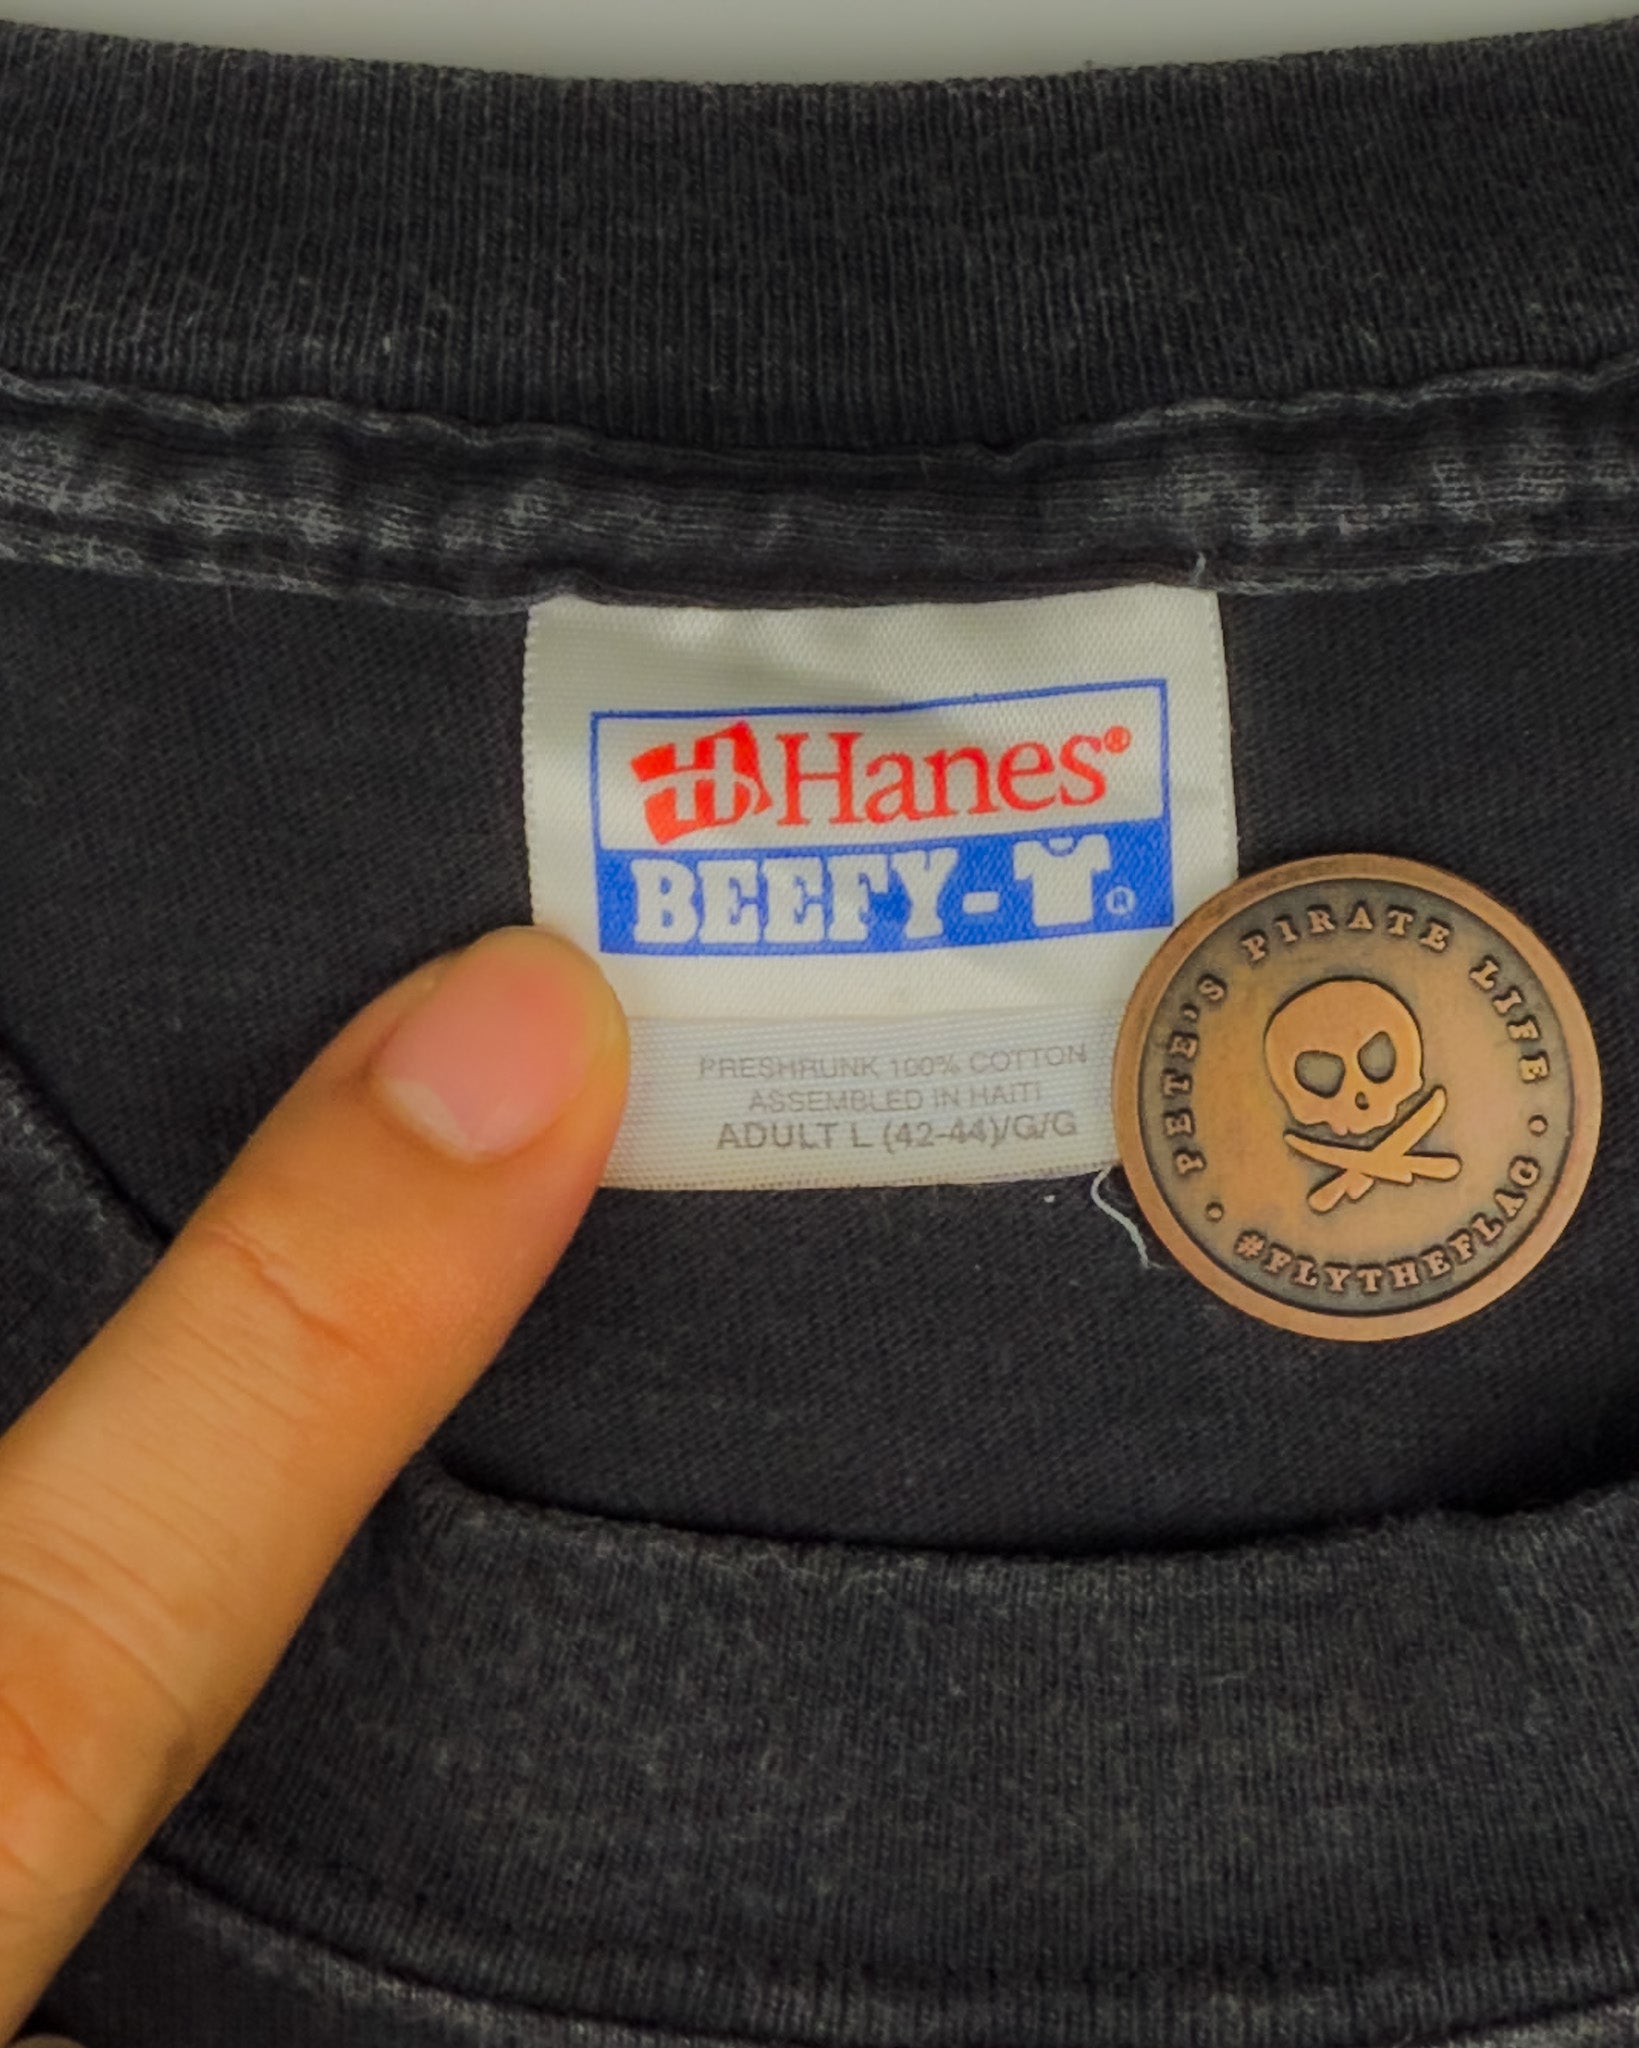 Hanes®
BEEFY-T®
PRESHRUNK 100% COTTON
ASSEMBLED IN HAITI
ADULT L (42-44)/G/G
• PETE'S PIRATE LIFE •
#FLYTHEFLAG